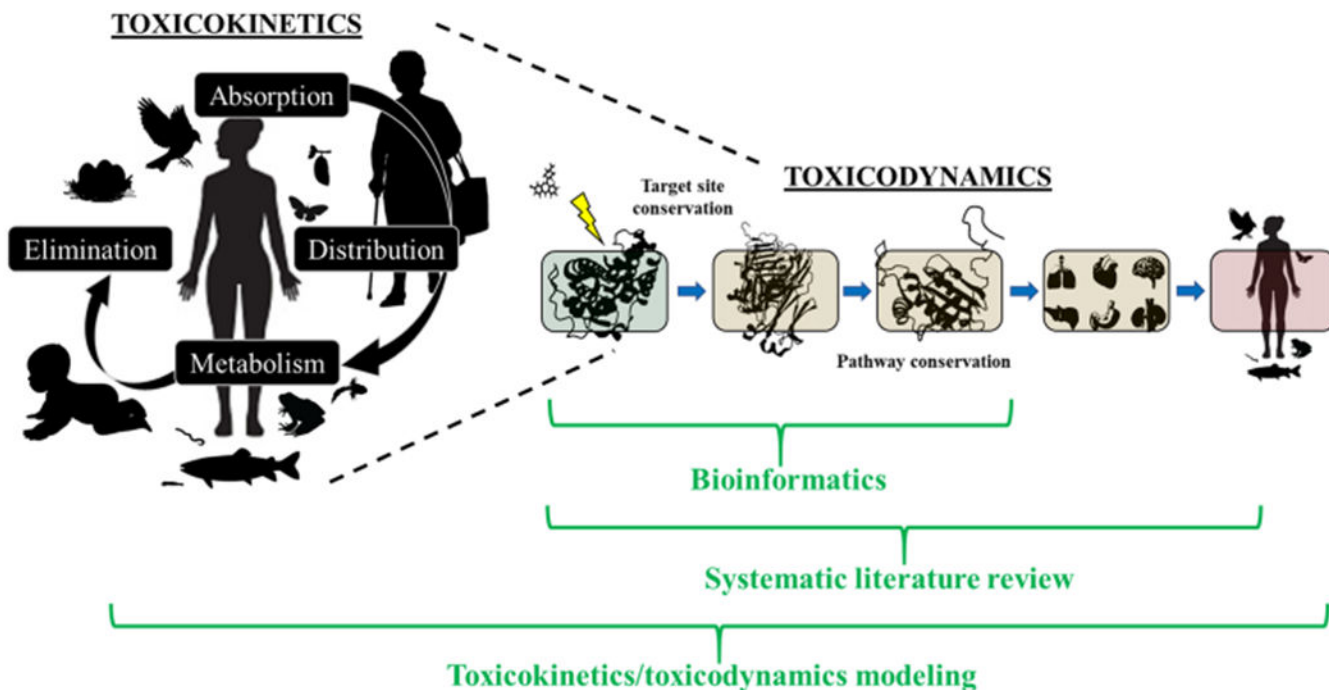 TOXICOKINETICS
Absorption
Elimination
Distribution
Metabolism
TOXICODYNAMICS
Target site
conservation
Pathway conservation
Bioinformatics
Systematic literature review
Toxicokinetics/toxicodynamics modeling